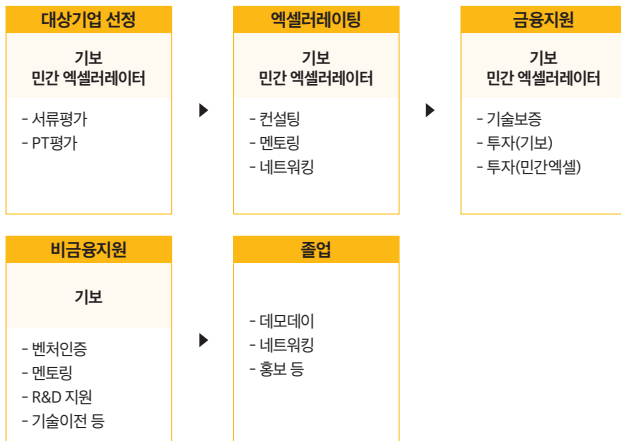 대상기업 선정
기보
민간 엑셀러레이터
- 서류평가
- PT평가
엑셀러레이팅
기보
민간 엑셀러레이터
- 컨설팅
- 멘토링
- 네트워킹
금융지원
기보
민간 엑셀러레이터
- 기술보증
- 투자(기보)
- 투자(민간엑셀)
비금융지원
기보
- 벤처인증
- 멘토링
- R&D 지원
- 기술이전 등
졸업
- 데모데이
- 네트워킹
- 홍보 등